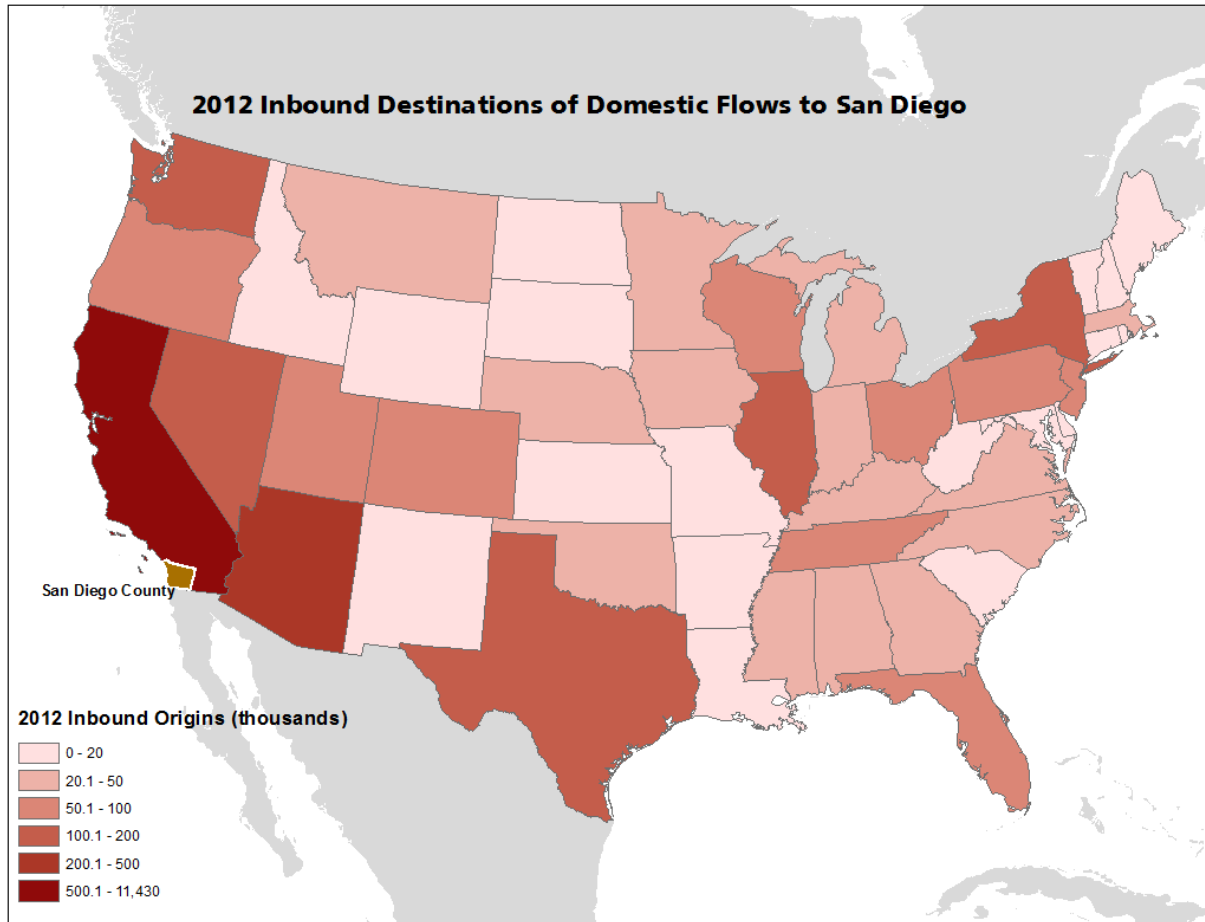 2012 Inbound Destinations of Domestic Flows to San Diego
San Diego County
2012 Inbound Origins (thousands)
0 - 20
20.1 - 50
50.1 - 100
100.1 - 200
200.1 - 500
500.1 - 11,430